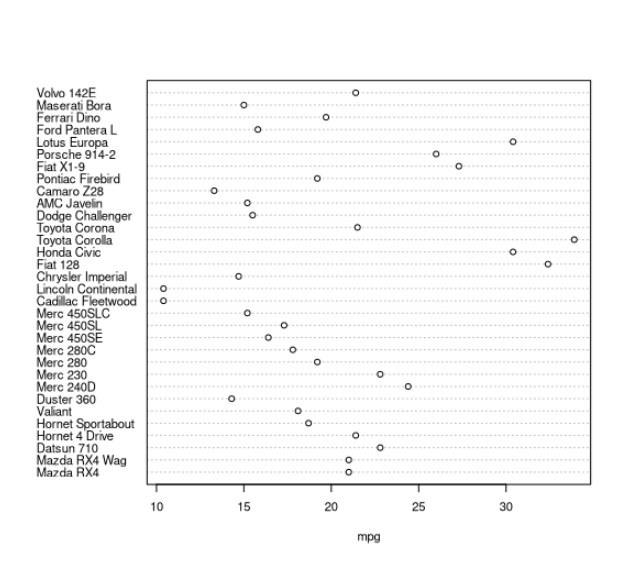 Volvo 142E
Maserati Bora
Ferrari Dino
Ford Pantera L
Lotus Europa
Porsche 914-2
Fiat X1-9
Pontiac Firebird
Camaro Z28
AMC Javelin
Dodge Challenger
Toyota Corona
Toyota Corolla
Honda Civic
Fiat 128
Chrysler Imperial
Lincoln Continental
Cadillac Fleetwood
Merc 450SLC
Merc 450SL
Merc 450SE
Merc 280C
Merc 280
Merc 230
Merc 240D
Duster 360
Valiant
Hornet Sportabout
Hornet 4 Drive
Datsun 710
Mazda RX4 Wag
Mazda RX4
10 15 20 25 30
mpg